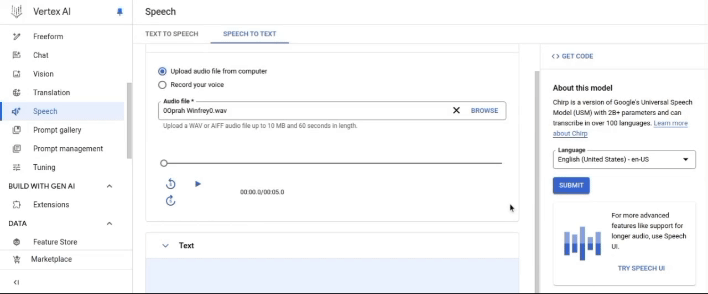 Vertex AI
Speech
Freeform
Chat
Vision
Translation
Speech
Prompt gallery
Prompt management
Tuning
BUILD WITH GEN AI
Extensions
DATA
Feature Store
Marketplace
TEXT TO SPEECH
SPEECH TO TEXT
Upload audio file from computer
Record your voice
Audio file *
00prah Winfrey0.wav
BROWSE
Upload a WAV or AIFF audio file up to 10 MB and 60 seconds in length.
5
5
00:00.0/00:05.0
Text
GET CODE
About this model
Chirp is a version of Google's Universal Speech
Model (USM) with 2B+ parameters and can
transcribe in over 100 languages. Learn more
about Chirp
Language
English (United States) - en-US
SUBMIT
For more advanced
features like support for
longer audio, use Speech
UI.
TRY SPEECH UI